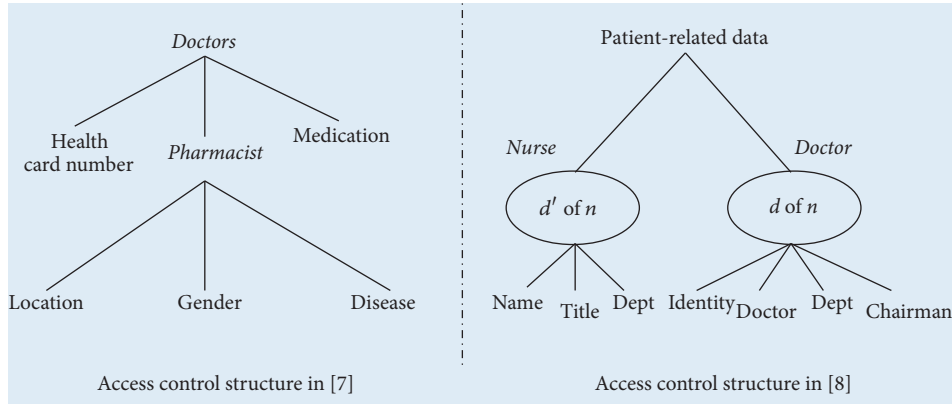 Doctors
Health
card number
Pharmacist
Medication
Location
Gender
Disease
Access control structure in [7]
Patient-related data
Nurse
Doctor
d′ of n
d of n
Name
Title
Dept
Identity
Doctor
Dept
Chairman
Access control structure in [8]